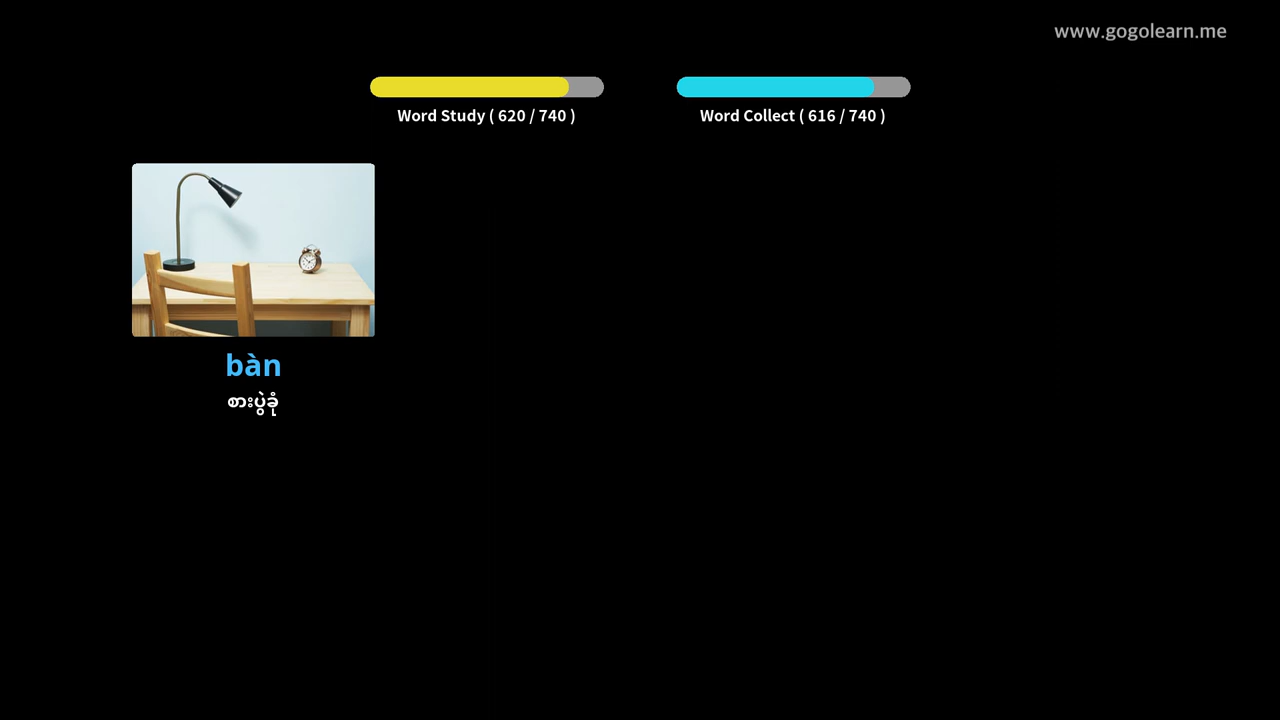 www.gogolearn.me
Word Study ( 620 / 740 )
Word Collect ( 616 / 740 )
bàn
စားပွဲခုံ